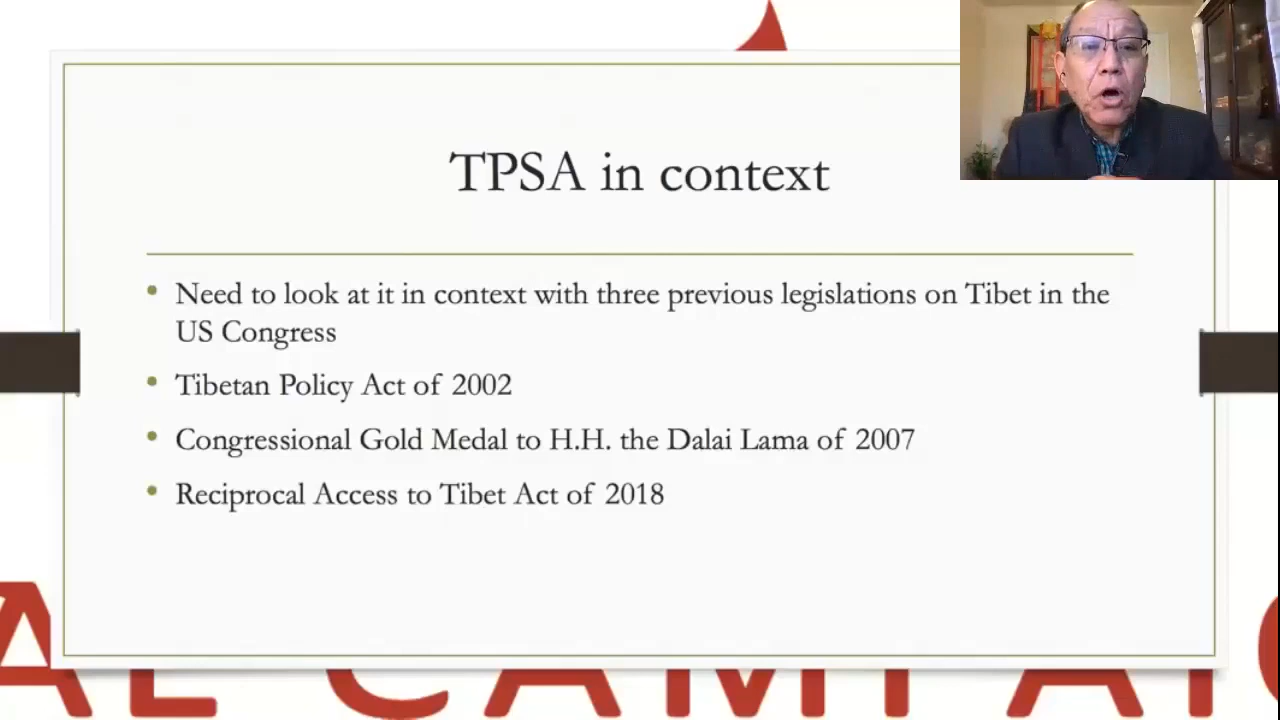 TPSA in context
• Need to look at it in context with three previous legislations on Tibet in the
US Congress
• Tibetan Policy Act of 2002
• Congressional Gold Medal to H.H. the Dalai Lama of 2007
• Reciprocal Access to Tibet Act of 2018
AL CAMPAIG